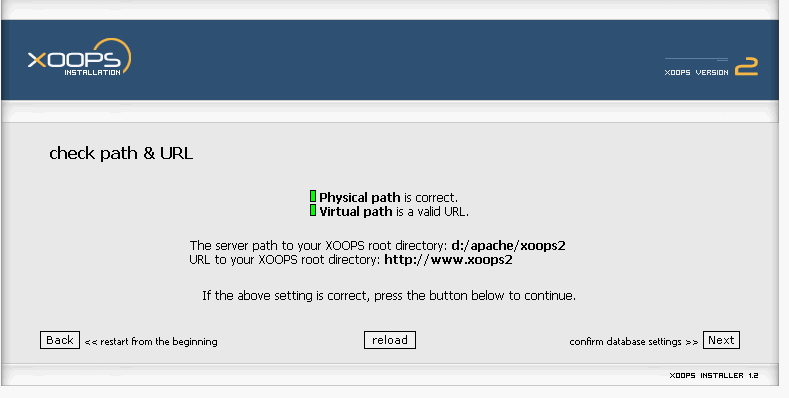 XOOPS
INSTALLATION
XOOPS VERSION 2
check path & URL
Physical path is correct.
Virtual path is a valid URL.
The server path to your XOOPS root directory: d:/apache/xoops2
URL to your XOOPS root directory: http://www.xoops2
If the above setting is correct, press the button below to continue.
Back << restart from the beginning reload confirm database settings >> Next
XOOPS INSTALLER 1.2